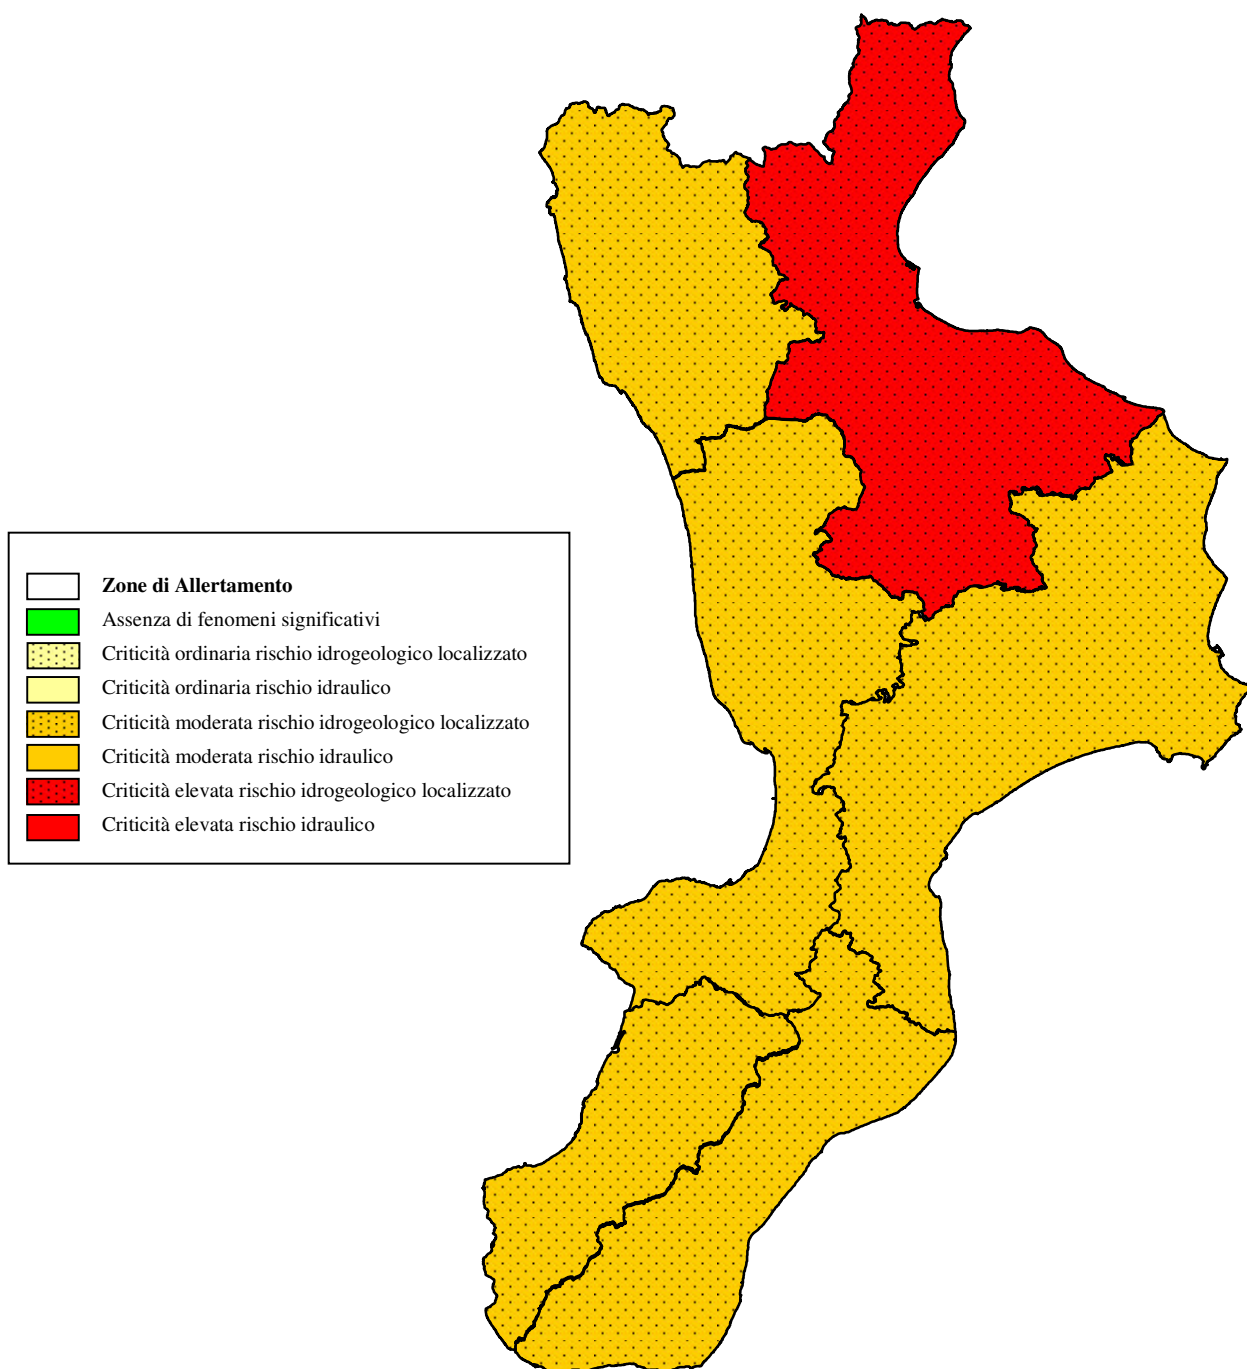 Zone di Allertamento
Assenza di fenomeni significativi
Criticità ordinaria rischio idrogeologico localizzato
Criticità ordinaria rischio idraulico
Criticità moderata rischio idrogeologico localizzato
Criticità moderata rischio idraulico
Criticità elevata rischio idrogeologico localizzato
Criticità elevata rischio idraulico